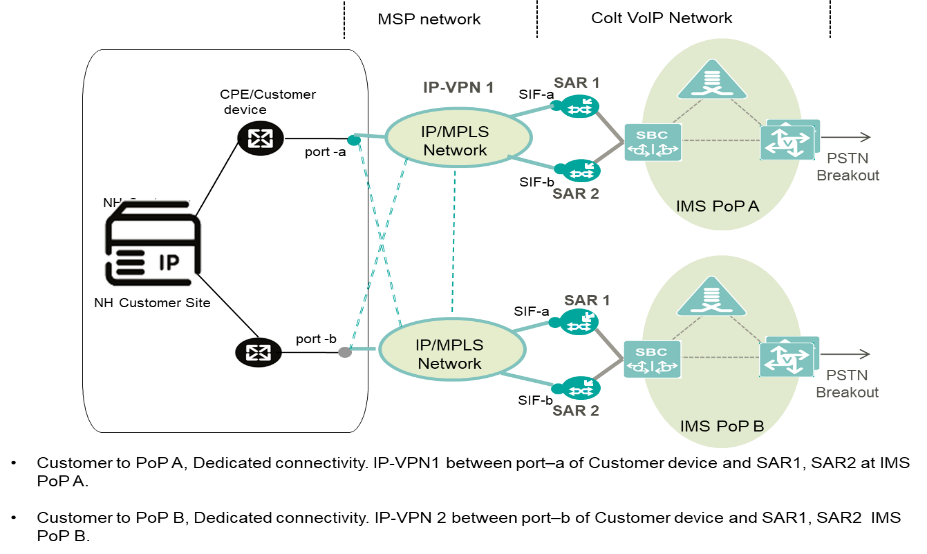 MSP network
Colt VoIP Network
CPE/Customer
device
IP-VPN 1
SIF-a
SAR 1
IP/MPLS
Network
port -a
SBC
PSTN
Breakout
SIF-b
SAR 2
IMS PoP A
NH
IP
NH Customer Site
SIF-a
SAR 1
port -b
IP/MPLS
Network
SBC
PSTN
Breakout
SIF-b
SAR 2
IMS PoP B
• Customer to PoP A, Dedicated connectivity. IP-VPN1 between port–a of Customer device and SAR1, SAR2 at IMS
PoP A.
• Customer to PoP B, Dedicated connectivity. IP-VPN 2 between port–b of Customer device and SAR1, SAR2 IMS
PoP B.